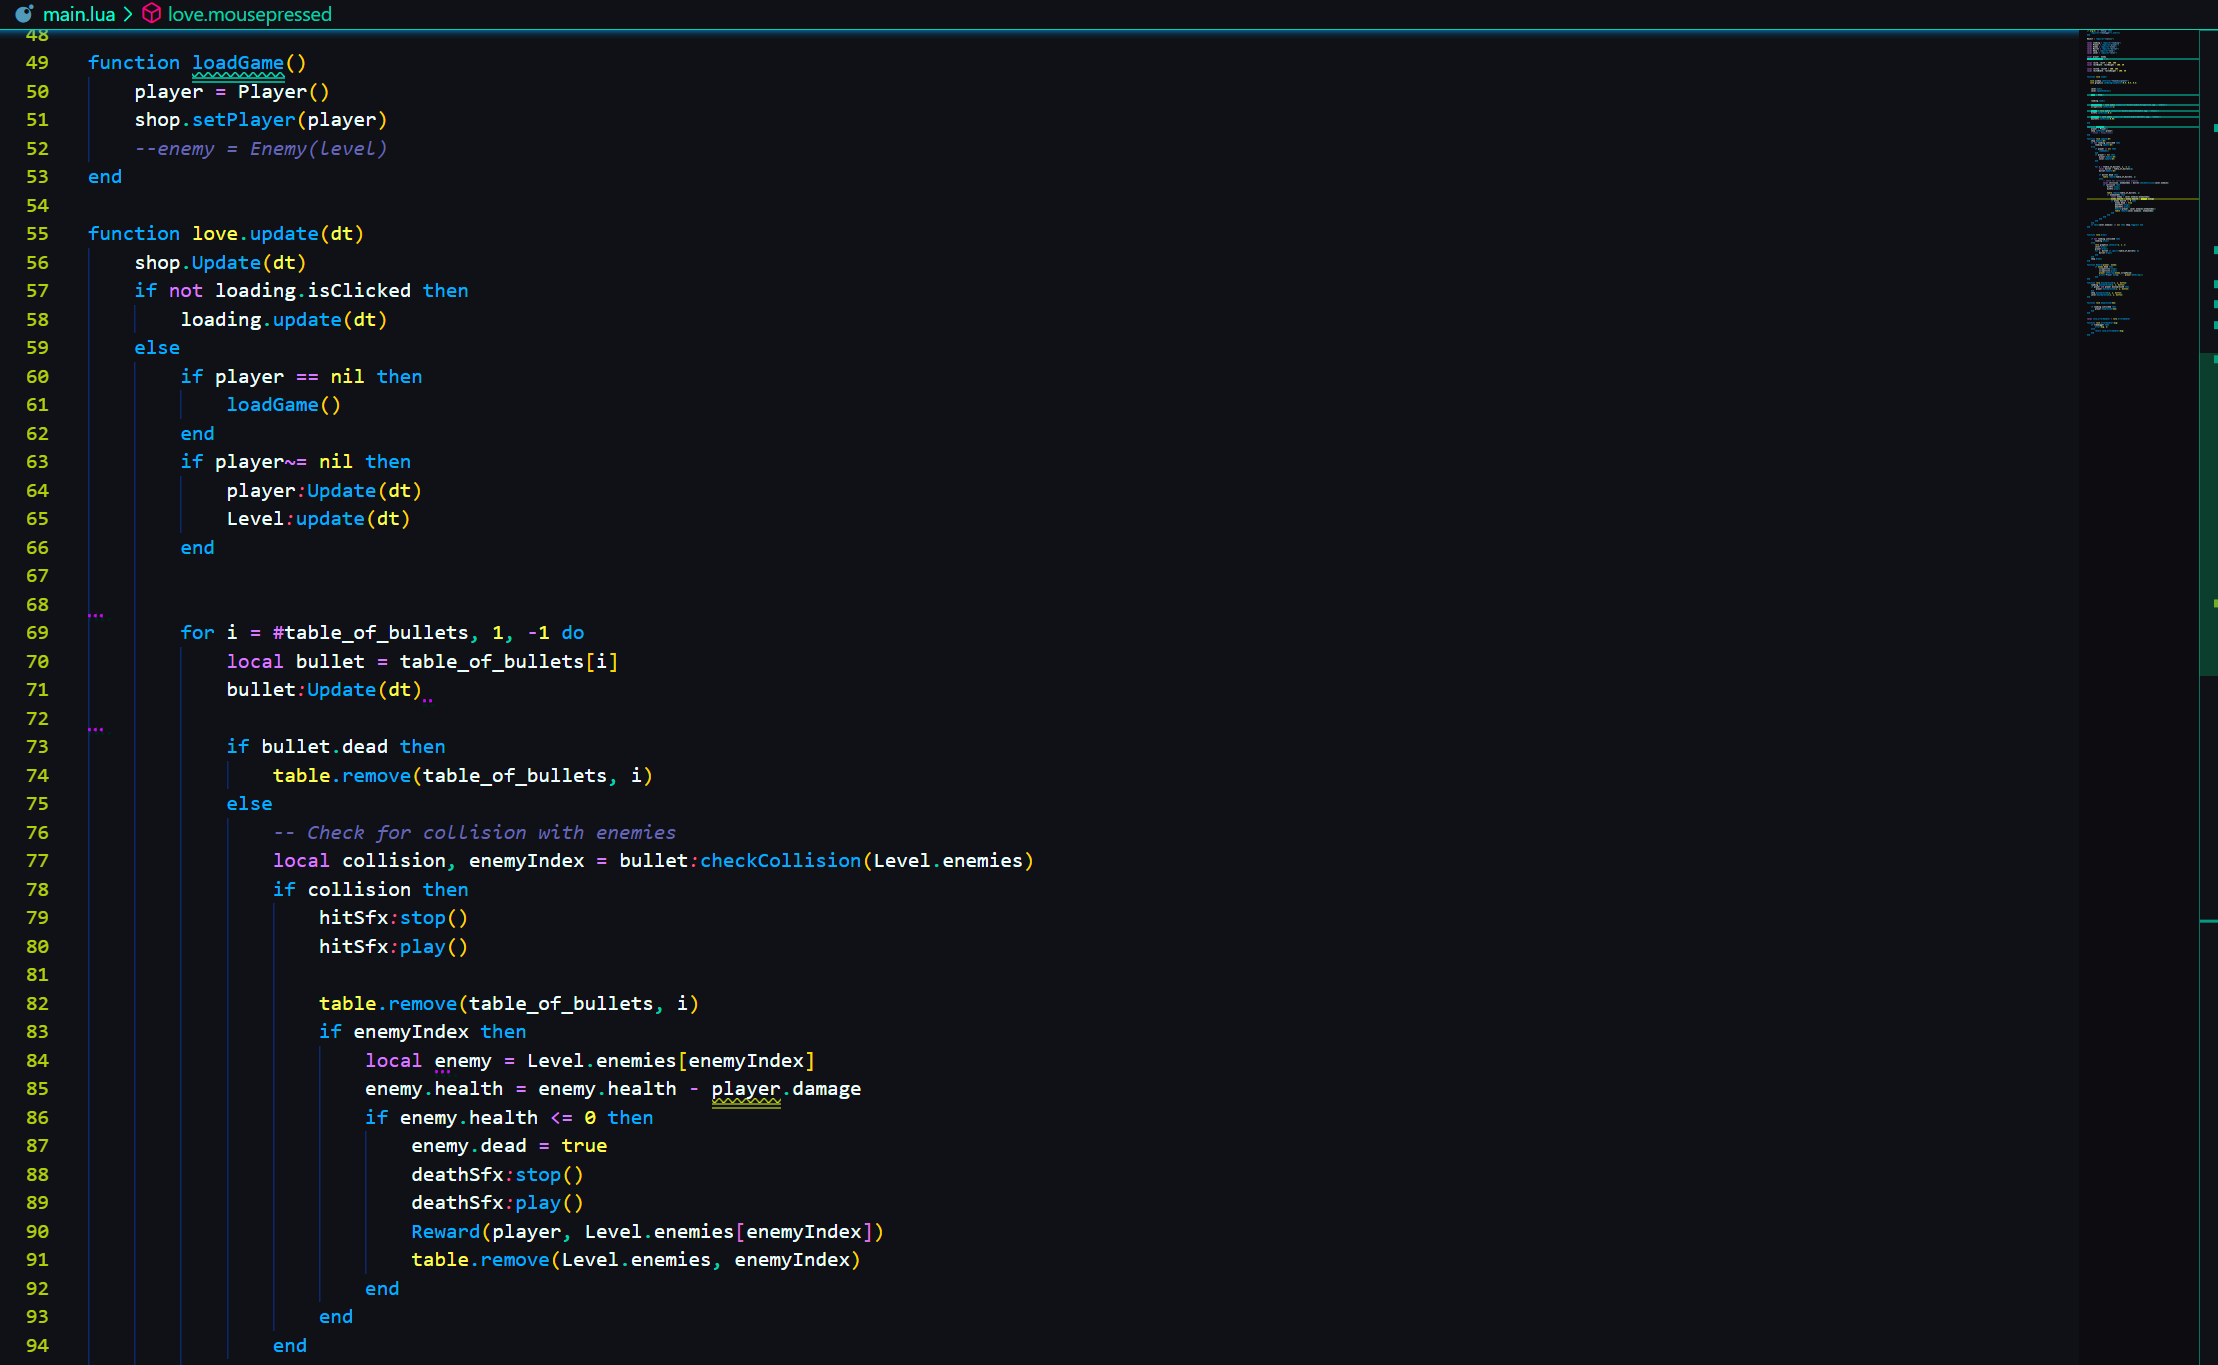 main.lua > love.mousepressed
48
49 function loadGame()
50     player = Player()
51     shop.setPlayer(player)
52     --enemy = Enemy(level)
53 end
54
55 function love.update(dt)
56     shop.Update(dt)
57     if not loading.isClicked then
58         loading.update(dt)
59     else
60         if player == nil then
61             loadGame()
62         end
63         if player~= nil then
64             player:Update(dt)
65             Level:update(dt)
66         end
67
68
69         for i = #table_of_bullets, 1, -1 do
70             local bullet = table_of_bullets[i]
71             bullet:Update(dt)
72
73             if bullet.dead then
74                 table.remove(table_of_bullets, i)
75             else
76                 -- Check for collision with enemies
77                 local collision, enemyIndex = bullet:checkCollision(Level.enemies)
78                 if collision then
79                     hitSfx:stop()
80                     hitSfx:play()
81
82                     table.remove(table_of_bullets, i)
83                     if enemyIndex then
84                         local enemy = Level.enemies[enemyIndex]
85                         enemy.health = enemy.health - player.damage
86                         if enemy.health <= 0 then
87                             enemy.dead = true
88                             deathSfx:stop()
89                             deathSfx:play()
90                             Reward(player, Level.enemies[enemyIndex])
91                             table.remove(Level.enemies, enemyIndex)
92                         end
93                     end
94                 end